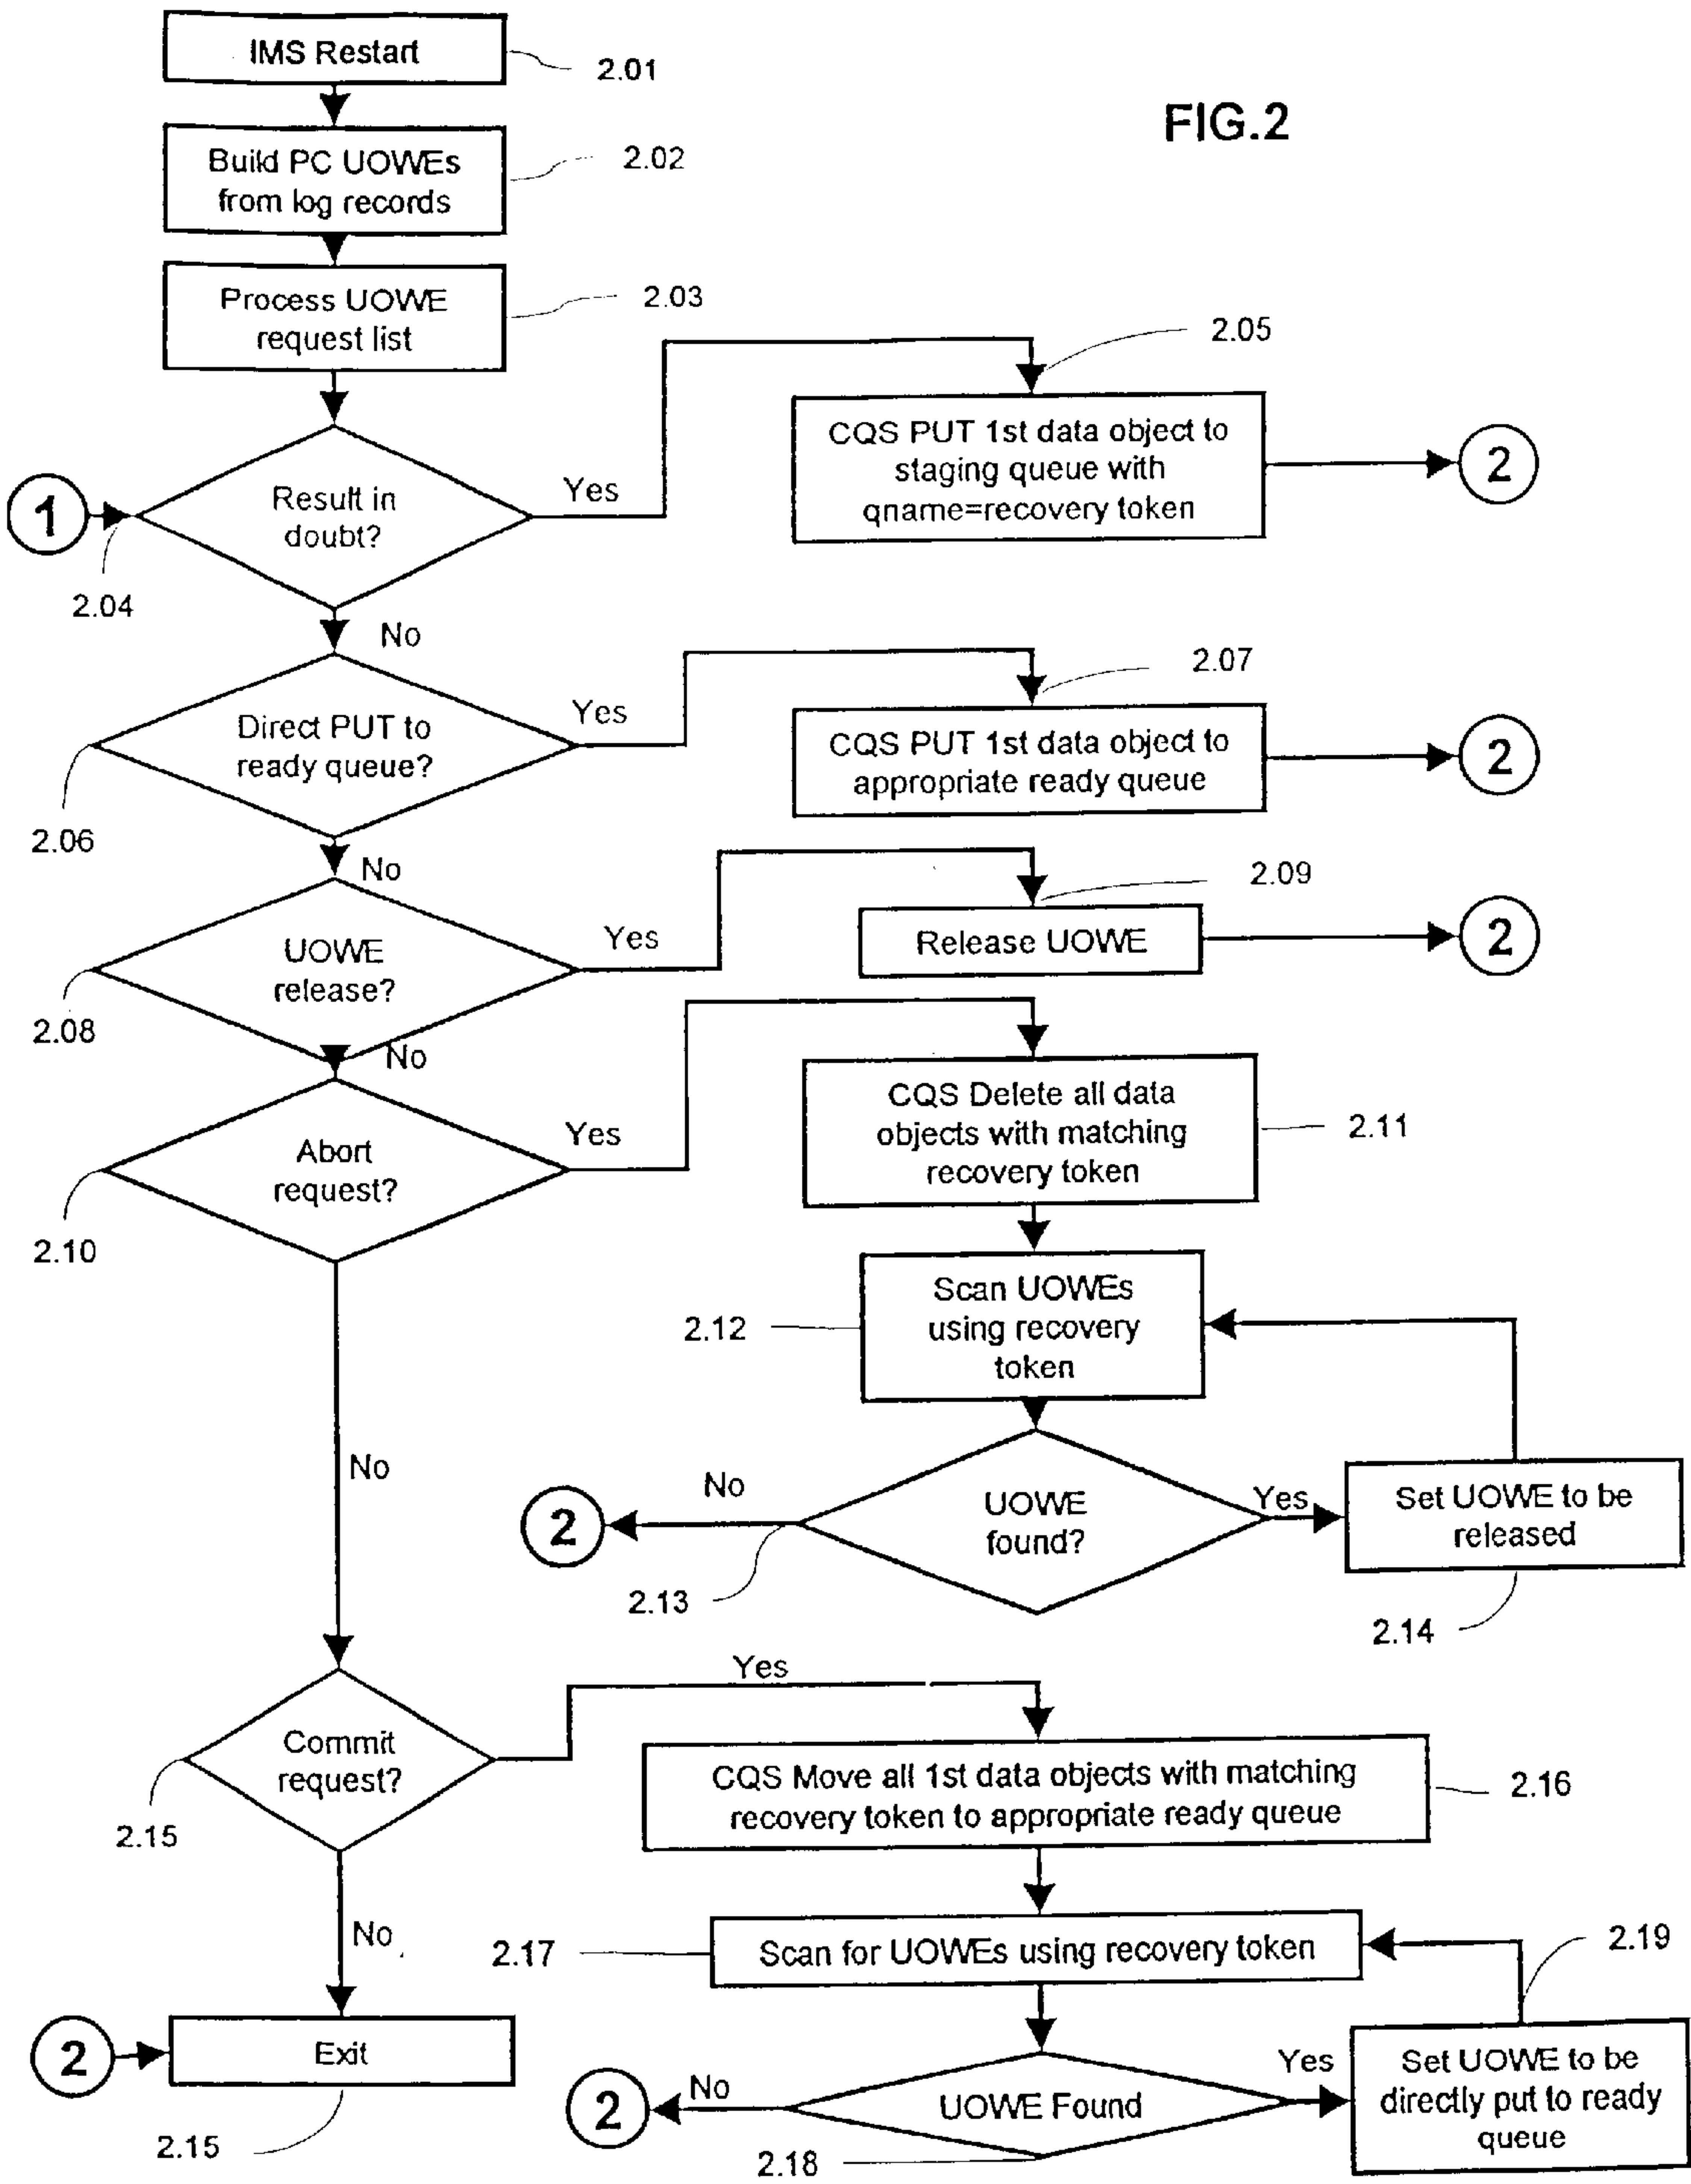 IMS Restart
2.01
FIG.2
Build PC UOWEs
from log records
2.02
Process UOWE
request list
2.03
2.05
CQS PUT 1st data object to
staging queue with
qname=recovery token
2
1
Result in
doubt?
Yes
2.04
No
2.07
Direct PUT to
ready queue?
Yes
CQS PUT 1st data object to
appropriate ready queue
2
2.06
No
2.09
UOWE
release?
Yes
Release UOWE
2
2.08
No
CQS Delete all data
objects with matching
recovery token
2.11
Abort
request?
Yes
2.10
Scan UOWEs
using recovery
token
2.12
No
No
2
UOWE
found?
Yes
Set UOWE to be
released
2.13
2.14
Yes
Commit
request?
CQS Move all 1st data objects with matching
recovery token to appropriate ready queue
2.16
2.15
No
2.17
Scan for UOWEs using recovery token
2.19
2
Exit
2.15
2
No
UOWE Found
Yes
Set UOWE to be
directly put to ready
queue
2.18